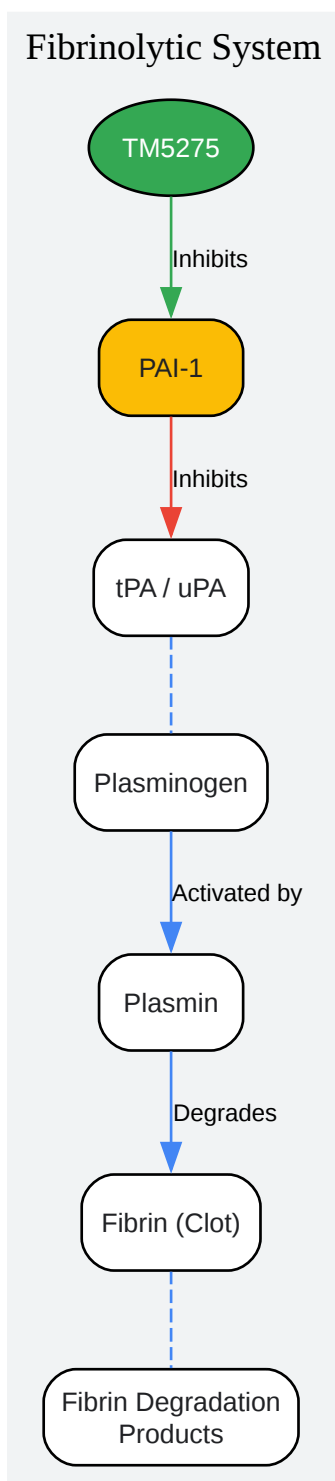 Fibrinolytic System
TM5275
Inhibits
PAI-1
Inhibits
tPA / uPA
Plasminogen
Activated by
Plasmin
Degrades
Fibrin (Clot)
Fibrin Degradation
Products